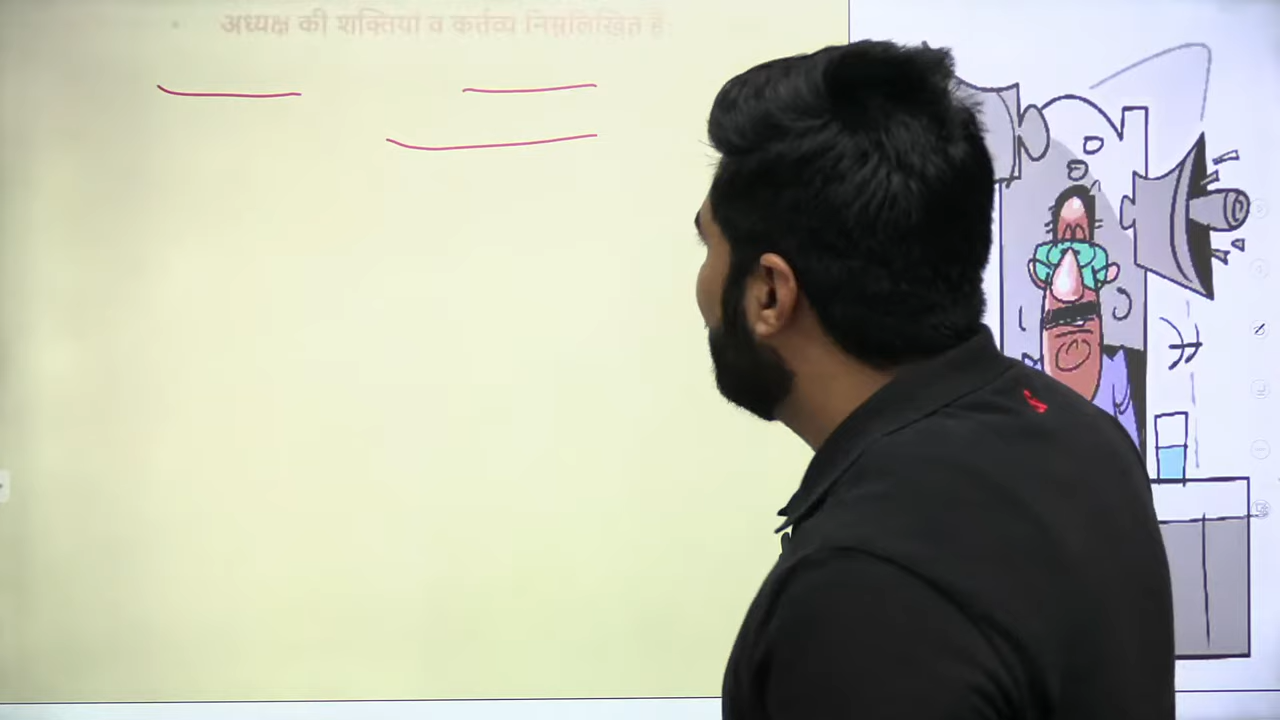 अध्यक्ष की शक्तियां व कर्तव्य निम्नलिखित हैं